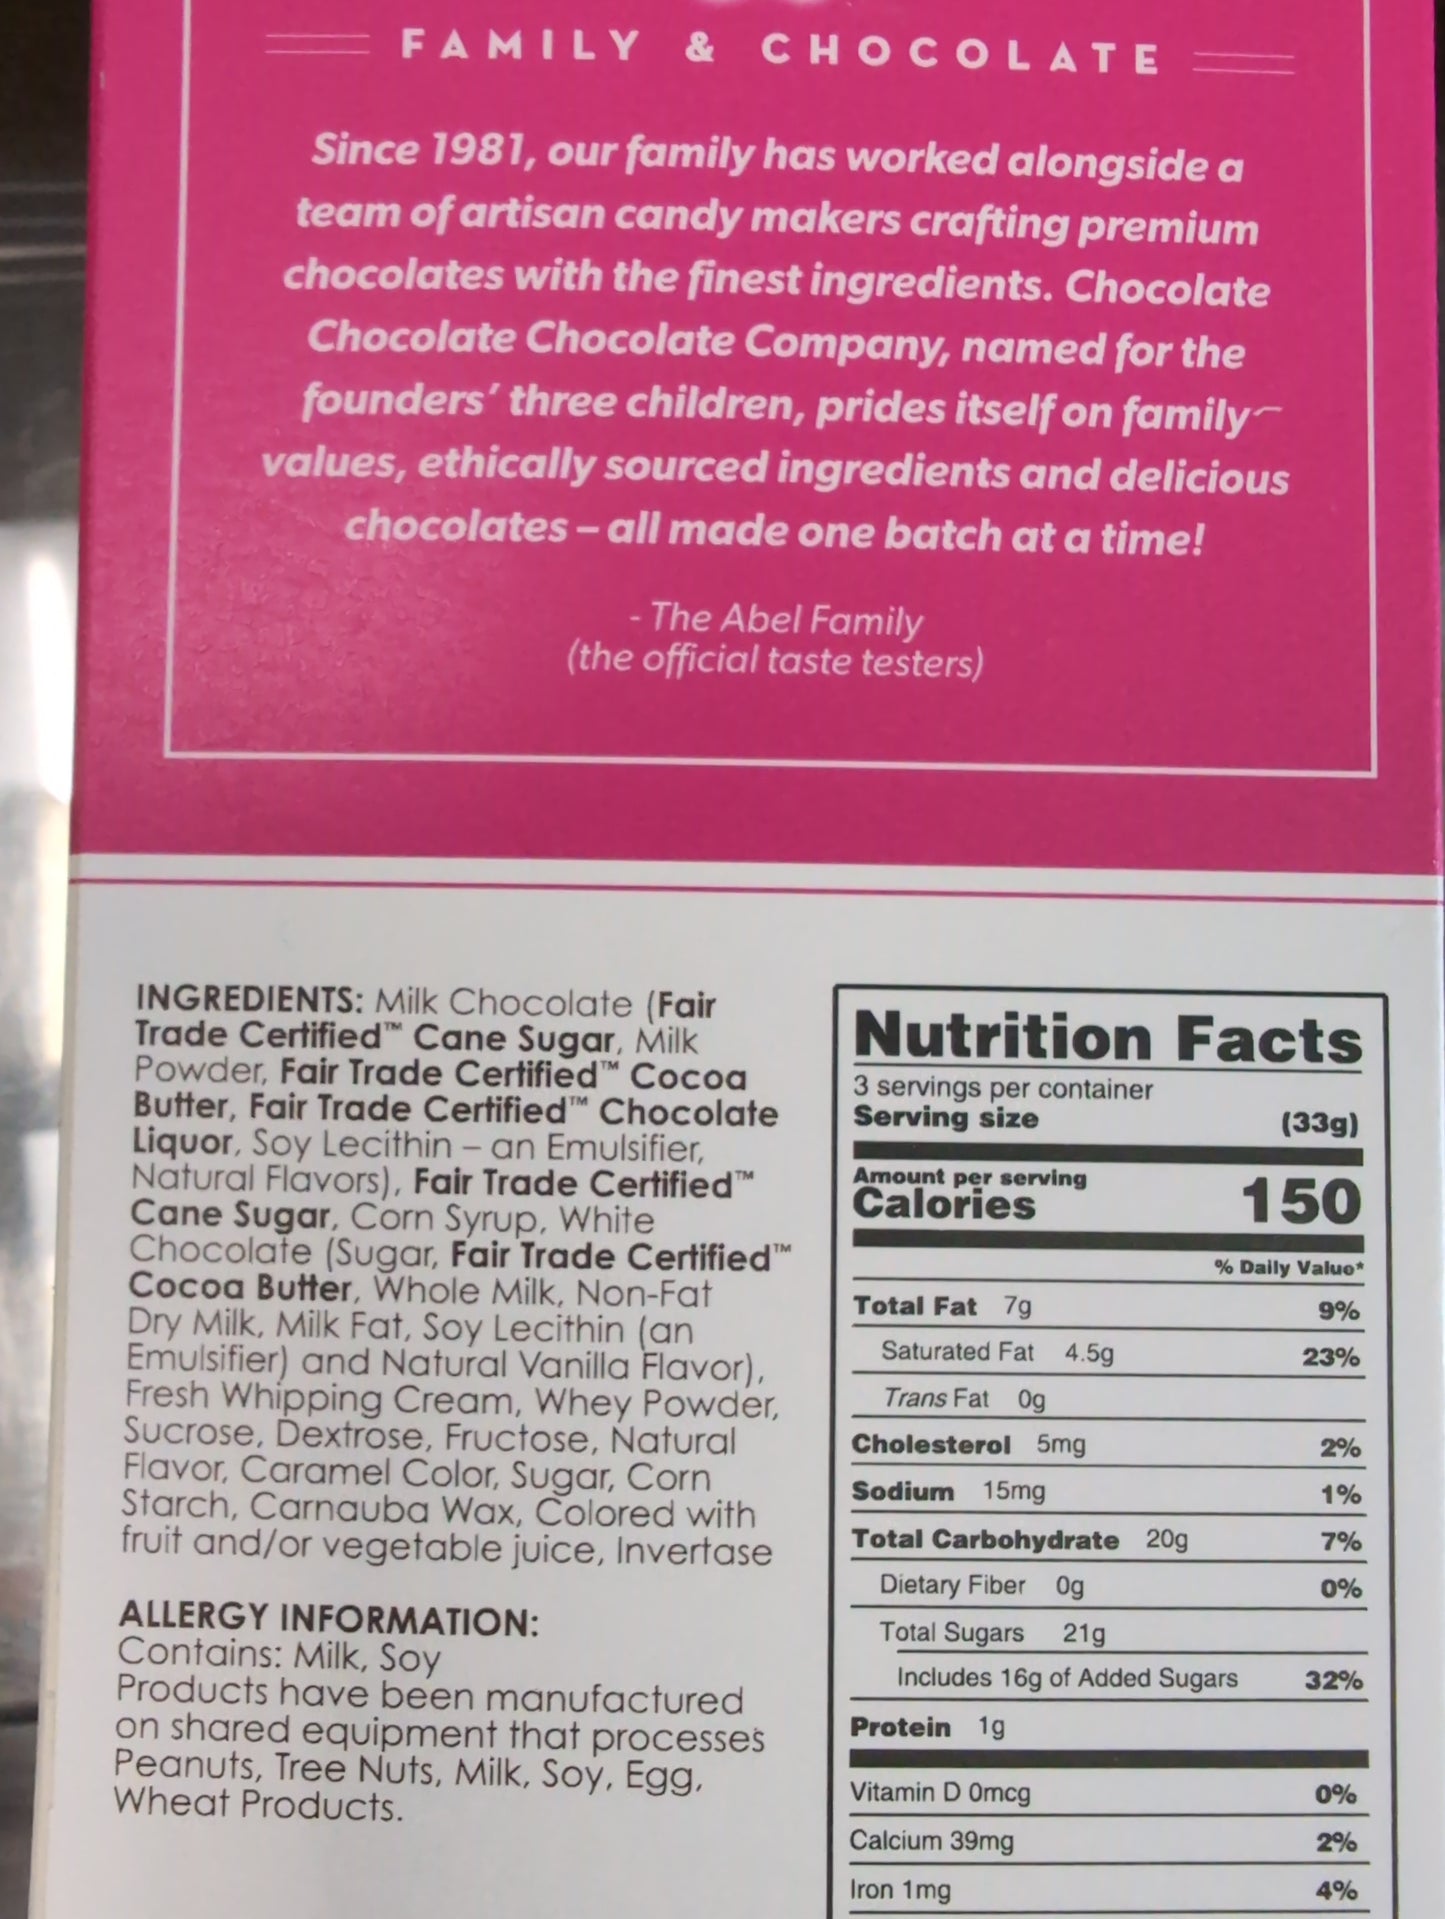 FAMILY & CHOCOLATE
Since 1981, our family has worked alongside a
team of artisan candy makers crafting premium
chocolates with the finest ingredients. Chocolate
Chocolate Chocolate Company, named for the
founders' three children, prides itself on family
values, ethically sourced ingredients and delicious
chocolates – all made one batch at a time!
- The Abel Family
(the official taste testers)
INGREDIENTS: Milk Chocolate (Fair
Trade Certified™ Cane Sugar, Milk
Powder, Fair Trade Certified™ Cocoa
Butter, Fair Trade Certified™ Chocolate
Liquor, Soy Lecithin – an Emulsifier,
Natural Flavors), Fair Trade Certified™
Cane Sugar, Corn Syrup, White
Chocolate (Sugar, Fair Trade Certified™
Cocoa Butter, Whole Milk, Non-Fat
Dry Milk, Milk Fat, Soy Lecithin (an
Emulsifier) and Natural Vanilla Flavor),
Fresh Whipping Cream, Whey Powder,
Sucrose, Dextrose, Fructose, Natural
Flavor, Caramel Color, Sugar, Corn
Starch, Carnauba Wax, Colored with
fruit and/or vegetable juice, Invertase
ALLERGY INFORMATION:
Contains: Milk, Soy
Products have been manufactured
on shared equipment that processes
Peanuts, Tree Nuts, Milk, Soy, Egg,
Wheat Products.
Nutrition Facts
3 servings per container
Serving size (33g)
Amount per serving
Calories 150
% Daily Value*
Total Fat 7g 9%
Saturated Fat 4.5g 23%
Trans Fat 0g
Cholesterol 5mg 2%
Sodium 15mg 1%
Total Carbohydrate 20g 7%
Dietary Fiber 0g 0%
Total Sugars 21g
Includes 16g of Added Sugars 32%
Protein 1g
Vitamin D 0mcg 0%
Calcium 39mg 2%
Iron 1mg 4%